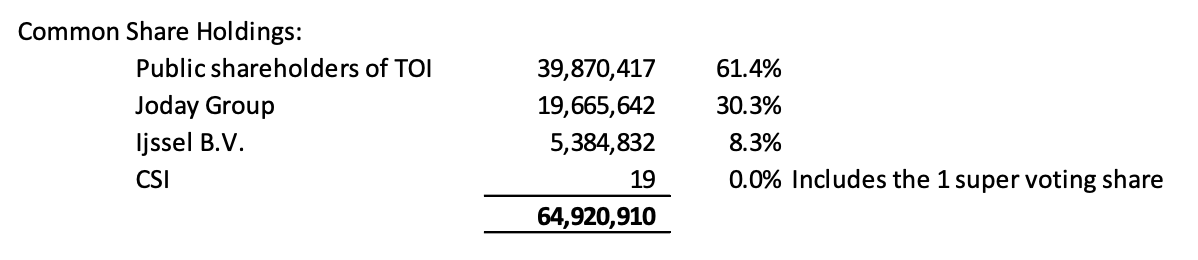 Common Share Holdings:
Public shareholders of TOI 39,870,417 61.4%
Joday Group 19,665,642 30.3%
Ijssel B.V. 5,384,832 8.3%
CSI 19 0.0% Includes the 1 super voting share
64,920,910